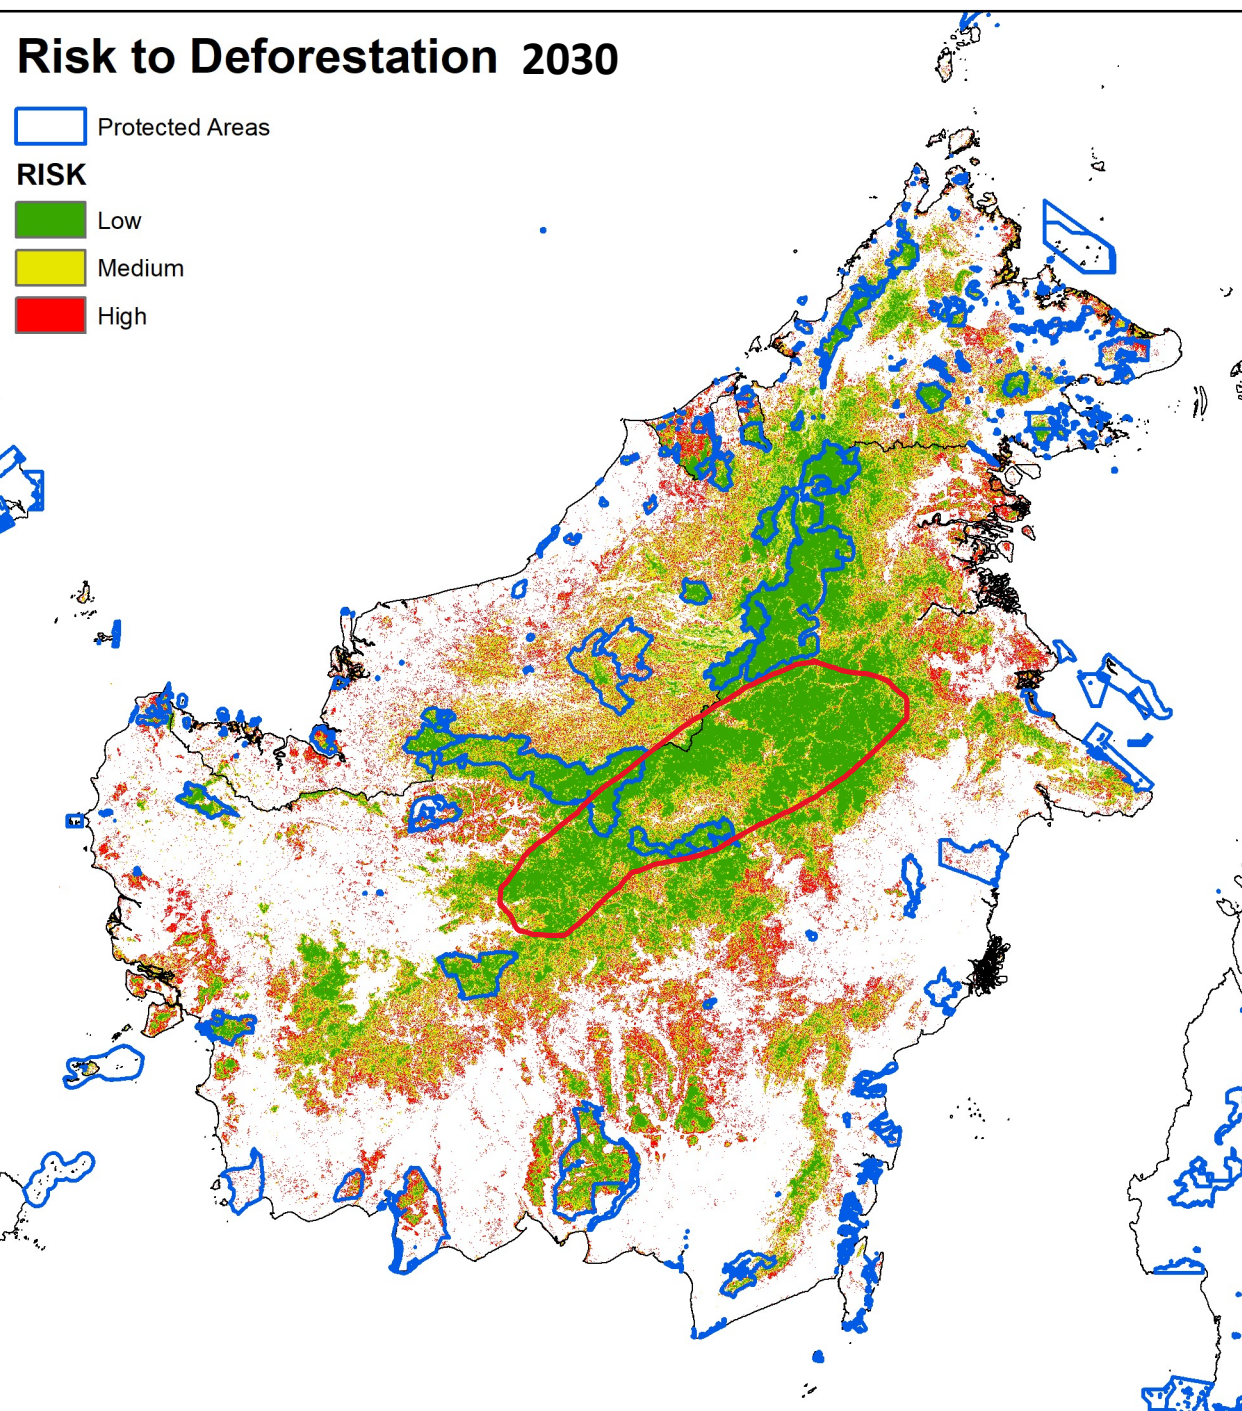 Risk to Deforestation 2030
Protected Areas
RISK
Low
Medium
High